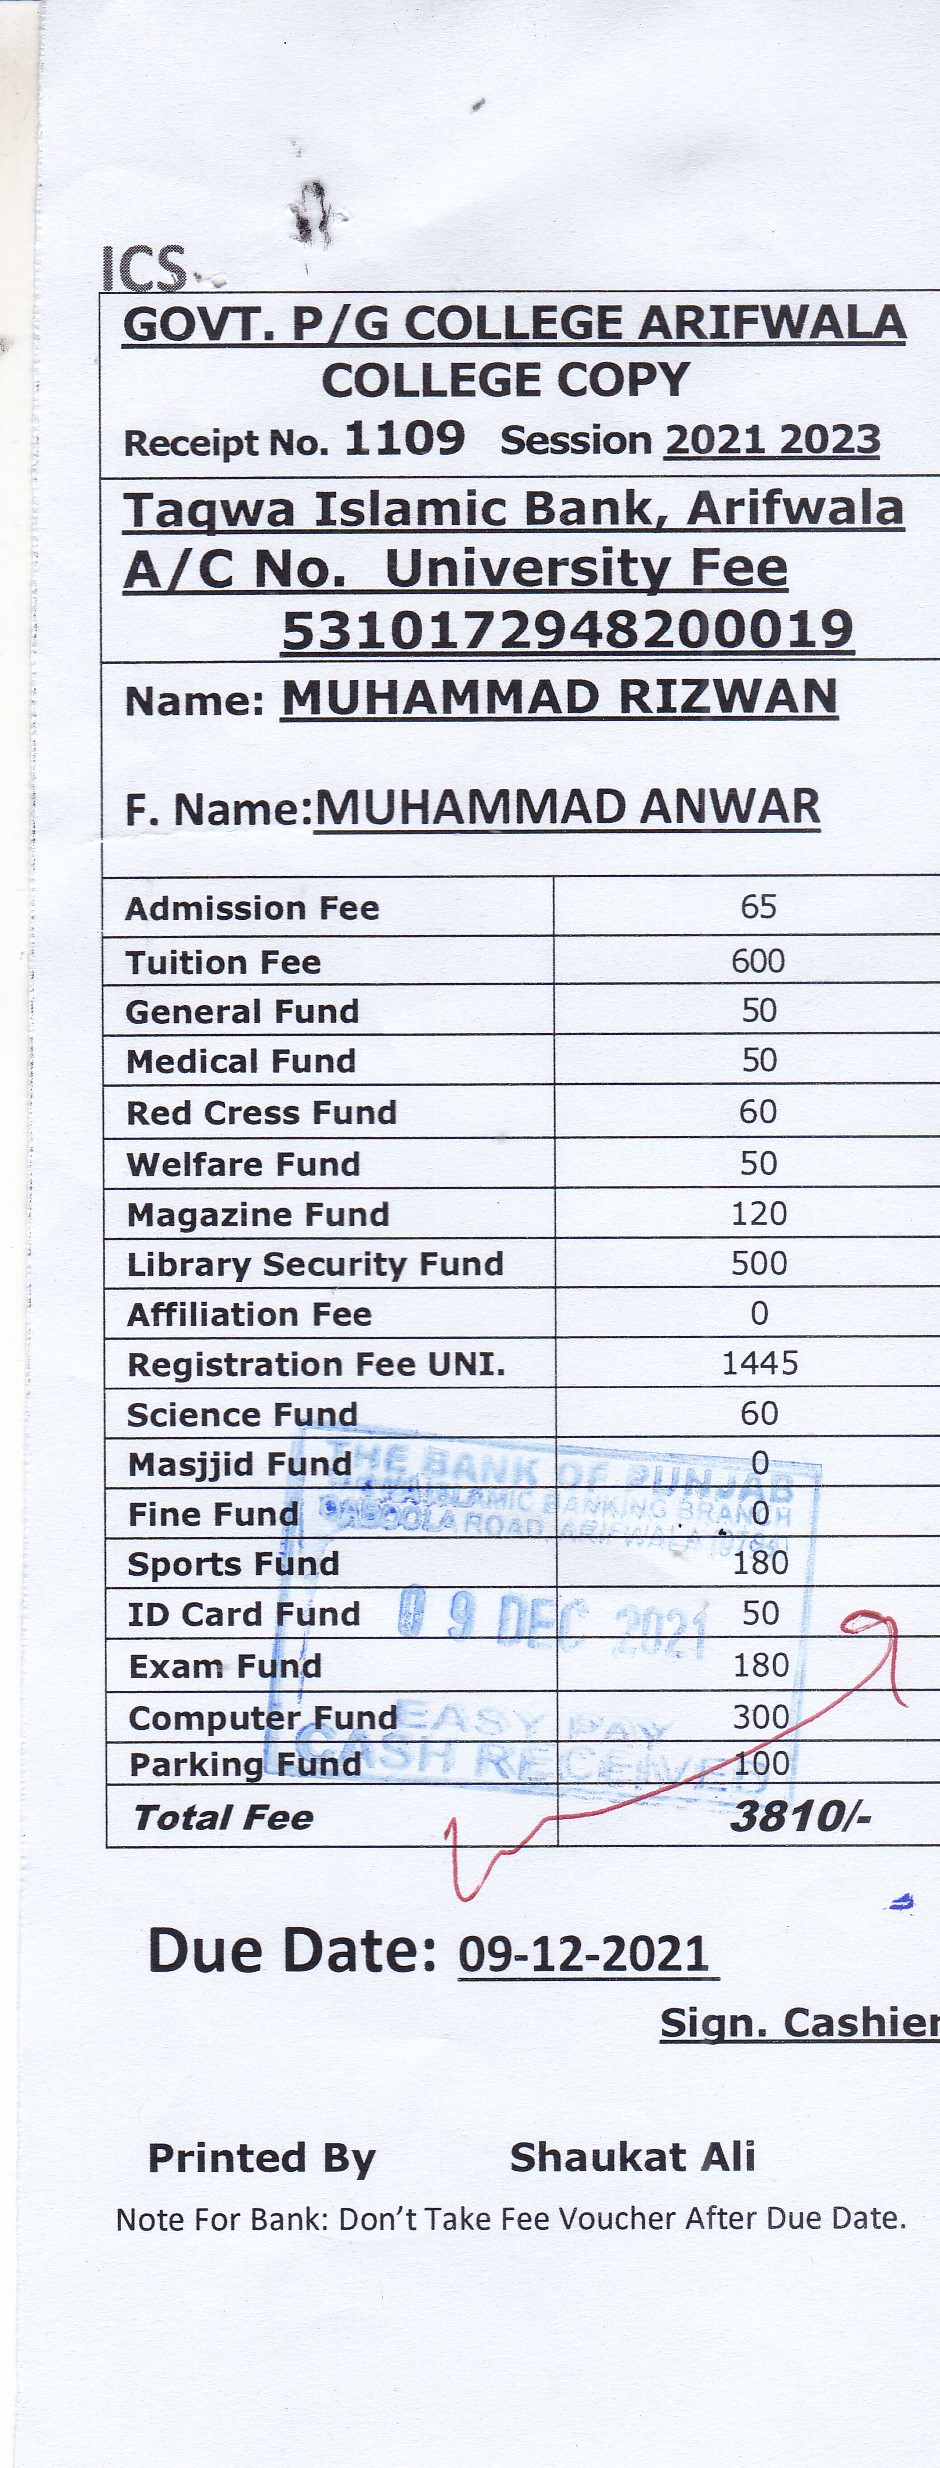 ICS
GOVT. P/G COLLEGE ARIFWALA
COLLEGE COPY
Receipt No. 1109 Session 2021 2023
Taqwa Islamic Bank, Arifwala
A/C No. University Fee
5310172948200019
Name: MUHAMMAD RIZWAN
F. Name:MUHAMMAD ANWAR
Admission Fee 65
Tuition Fee 600
General Fund 50
Medical Fund 50
Red Cress Fund 60
Welfare Fund 50
Magazine Fund 120
Library Security Fund 500
Affiliation Fee 0
Registration Fee UNI. 1445
Science Fund 60
Masjjid Fund 0
THE BANK OF PUNJAB
ISLAMIC BANKING BRANCH
Fine Fund 0
ROAD, ARIFWALA
Sports Fund 180
ID Card Fund 50
09 DEC 2021
Exam Fund 180
Computer Fund 300
EASY PAY
CASH RECEIVED
Parking Fund 100
Total Fee 3810/-
Due Date: 09-12-2021
Sign. Cashier
Printed By Shaukat Ali
Note For Bank: Don't Take Fee Voucher After Due Date.